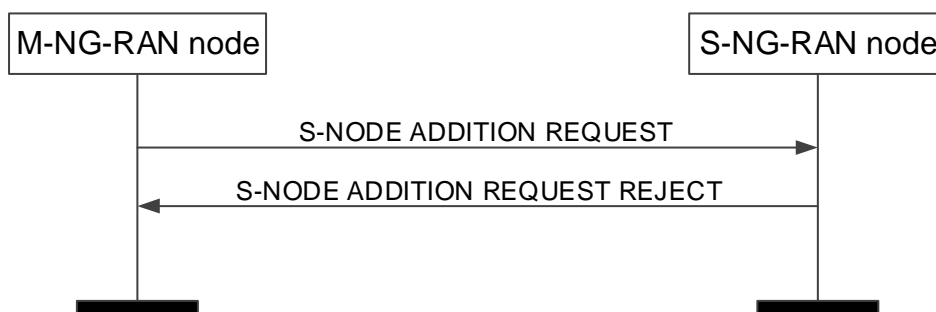 M-NG-RAN node
S-NG-RAN node
S-NODE ADDITION REQUEST
S-NODE ADDITION REQUEST REJECT